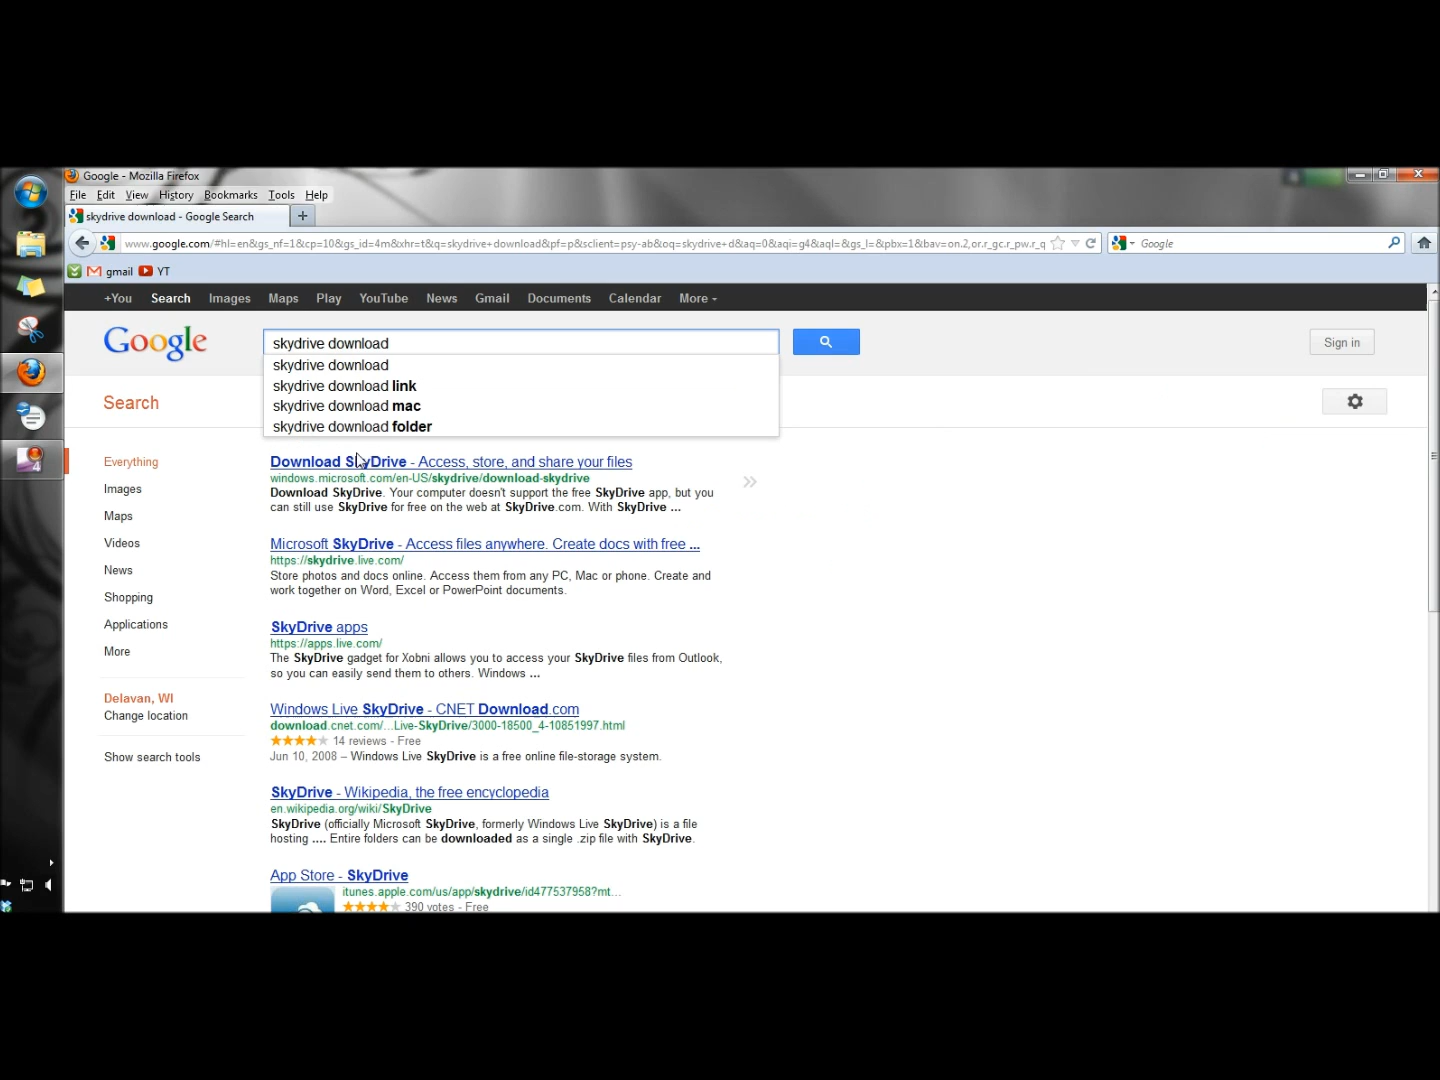 Google - Mozilla Firefox
File Edit View History Bookmarks Tools Help
skydrive download - Google Search
www.google.com/#hl=en&gs_nf=1&cp=10&gs_id=4m&xhr=t&q=skydrive+download&pf=p&sclient=psy-ab&oq=skydrive+d&aq=0&aqi=g4&aql=&gs_l=&pbx=1&bav=on.2,or.r_gc.r_pw.r_q Google
gmail YT
+You Search Images Maps Play YouTube News Gmail Documents Calendar More
Google skydrive download Sign in
skydrive download
skydrive download link
skydrive download mac
skydrive download folder
Search
Everything
Images
Maps
Videos
News
Shopping
Applications
More
Delavan, WI
Change location
Show search tools
Download SkyDrive - Access, store, and share your files
windows.microsoft.com/en-US/skydrive/download-skydrive
Download SkyDrive. Your computer doesn't support the free SkyDrive app, but you
can still use SkyDrive for free on the web at SkyDrive.com. With SkyDrive ...
Microsoft SkyDrive - Access files anywhere. Create docs with free ...
https://skydrive.live.com/
Store photos and docs online. Access them from any PC, Mac or phone. Create and
work together on Word, Excel or PowerPoint documents.
SkyDrive apps
https://apps.live.com/
The SkyDrive gadget for Xobni allows you to access your SkyDrive files from Outlook,
so you can easily send them to others. Windows ...
Windows Live SkyDrive - CNET Download.com
download.cnet.com/...Live-SkyDrive/3000-18500_4-10851997.html
14 reviews - Free
Jun 10, 2008 – Windows Live SkyDrive is a free online file-storage system.
SkyDrive - Wikipedia, the free encyclopedia
en.wikipedia.org/wiki/SkyDrive
SkyDrive (officially Microsoft SkyDrive, formerly Windows Live SkyDrive) is a file
hosting .... Entire folders can be downloaded as a single .zip file with SkyDrive.
App Store - SkyDrive
itunes.apple.com/us/app/skydrive/id477537958?mt...
390 votes - Free